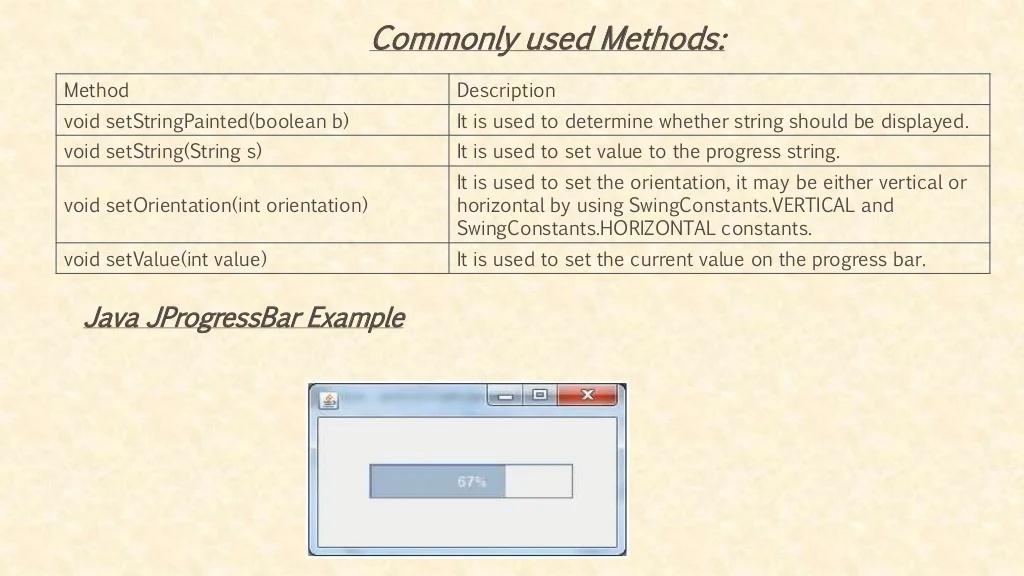 Commonly used Methods:
Method Description
void setStringPainted(boolean b) It is used to determine whether string should be displayed.
void setString(String s) It is used to set value to the progress string.
void setOrientation(int orientation) It is used to set the orientation, it may be either vertical or
horizontal by using SwingConstants.VERTICAL and
SwingConstants.HORIZONTAL constants.
void setValue(int value) It is used to set the current value on the progress bar.
Java JProgressBar Example
67%